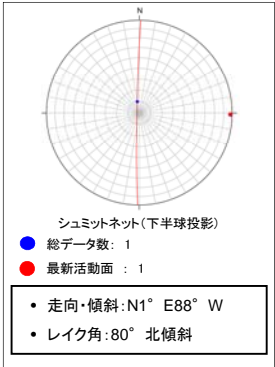 N
シュミットネット(下半球投影)
総データ数: 1
最新活動面 : 1
• 走向・傾斜:N1° E88° W
• レイク角:80° 北傾斜